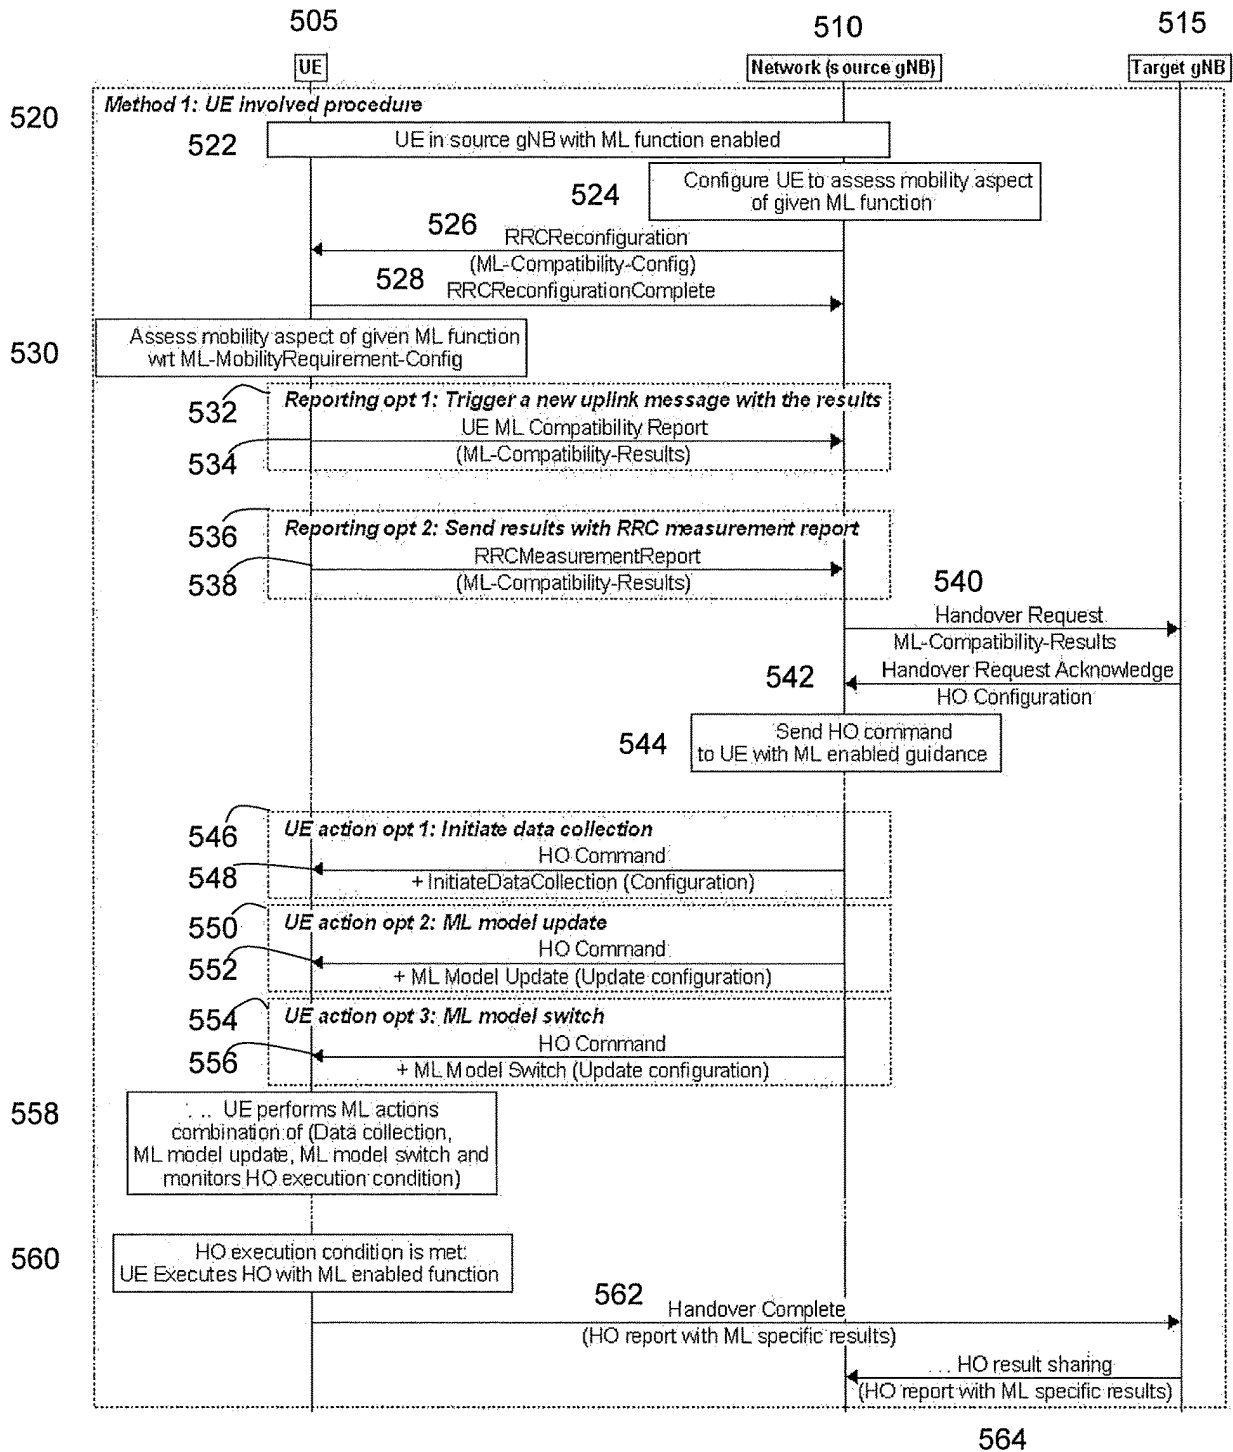 505
510
515
UE
Network (source gNB)
Target gNB
520
Method 1: UE involved procedure
522
UE in source gNB with ML function enabled
524
Configure UE to assess mobility aspect
of given ML function
526
RRCReconfiguration
(ML-Compatibility-Config)
528
RRCReconfigurationComplete
530
Assess mobility aspect of given ML function
wrt ML-MobilityRequirement-Config
532
Reporting opt 1: Trigger a new uplink message with the results
UE ML Compatibility Report
534
(ML-Compatibility-Results)
536
Reporting opt 2: Send results with RRC measurement report
RRCMeasurementReport
538
(ML-Compatibility-Results)
540
Handover Request
ML-Compatibility-Results
542
Handover Request Acknowledge
HO Configuration
544
Send HO command
to UE with ML enabled guidance
546
UE action opt 1: Initiate data collection
HO Command
548
+ InitiateDataCollection (Configuration)
550
UE action opt 2: ML model update
HO Command
552
+ ML Model Update (Update configuration)
554
UE action opt 3: ML model switch
HO Command
556
+ ML Model Switch (Update configuration)
558
... UE performs ML actions
combination of (Data collection,
ML model update, ML model switch and
monitors HO execution condition)
560
HO execution condition is met:
UE Executes HO with ML enabled function
562
Handover Complete
(HO report with ML specific results)
... HO result sharing
(HO report with ML specific results)
564